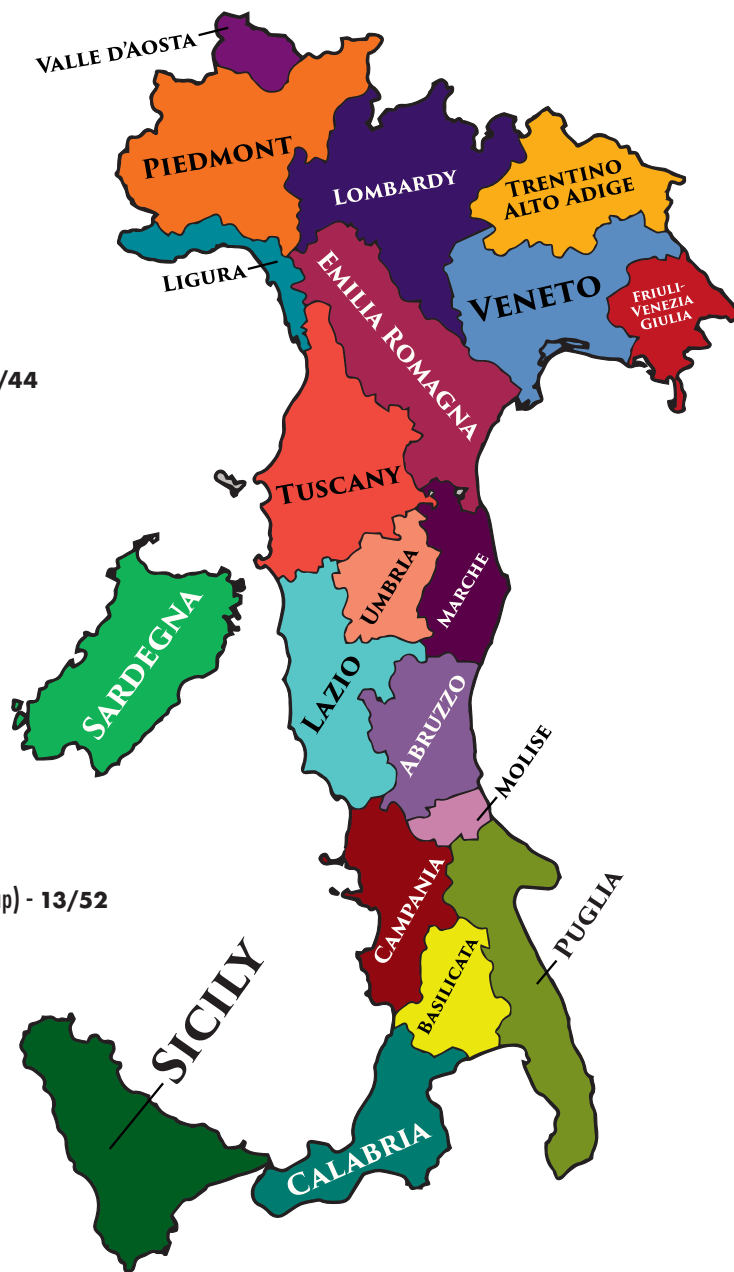 VALLE D'AOSTA
PIEDMONT
LOMBARDY
TRENTINO
ALTO ADIGE
LIGURA
EMILIA ROMAGNA
VENETO
FRIULI-
VENEZIA
GIULIA
/44
TUSCANY
UMBRIA
MARCHE
SARDEGNA
LAZIO
ABRUZZO
MOLISE
CAMPANIA
p) - 13/52
PUGLIA
BASILICATA
SICILY
CALABRIA